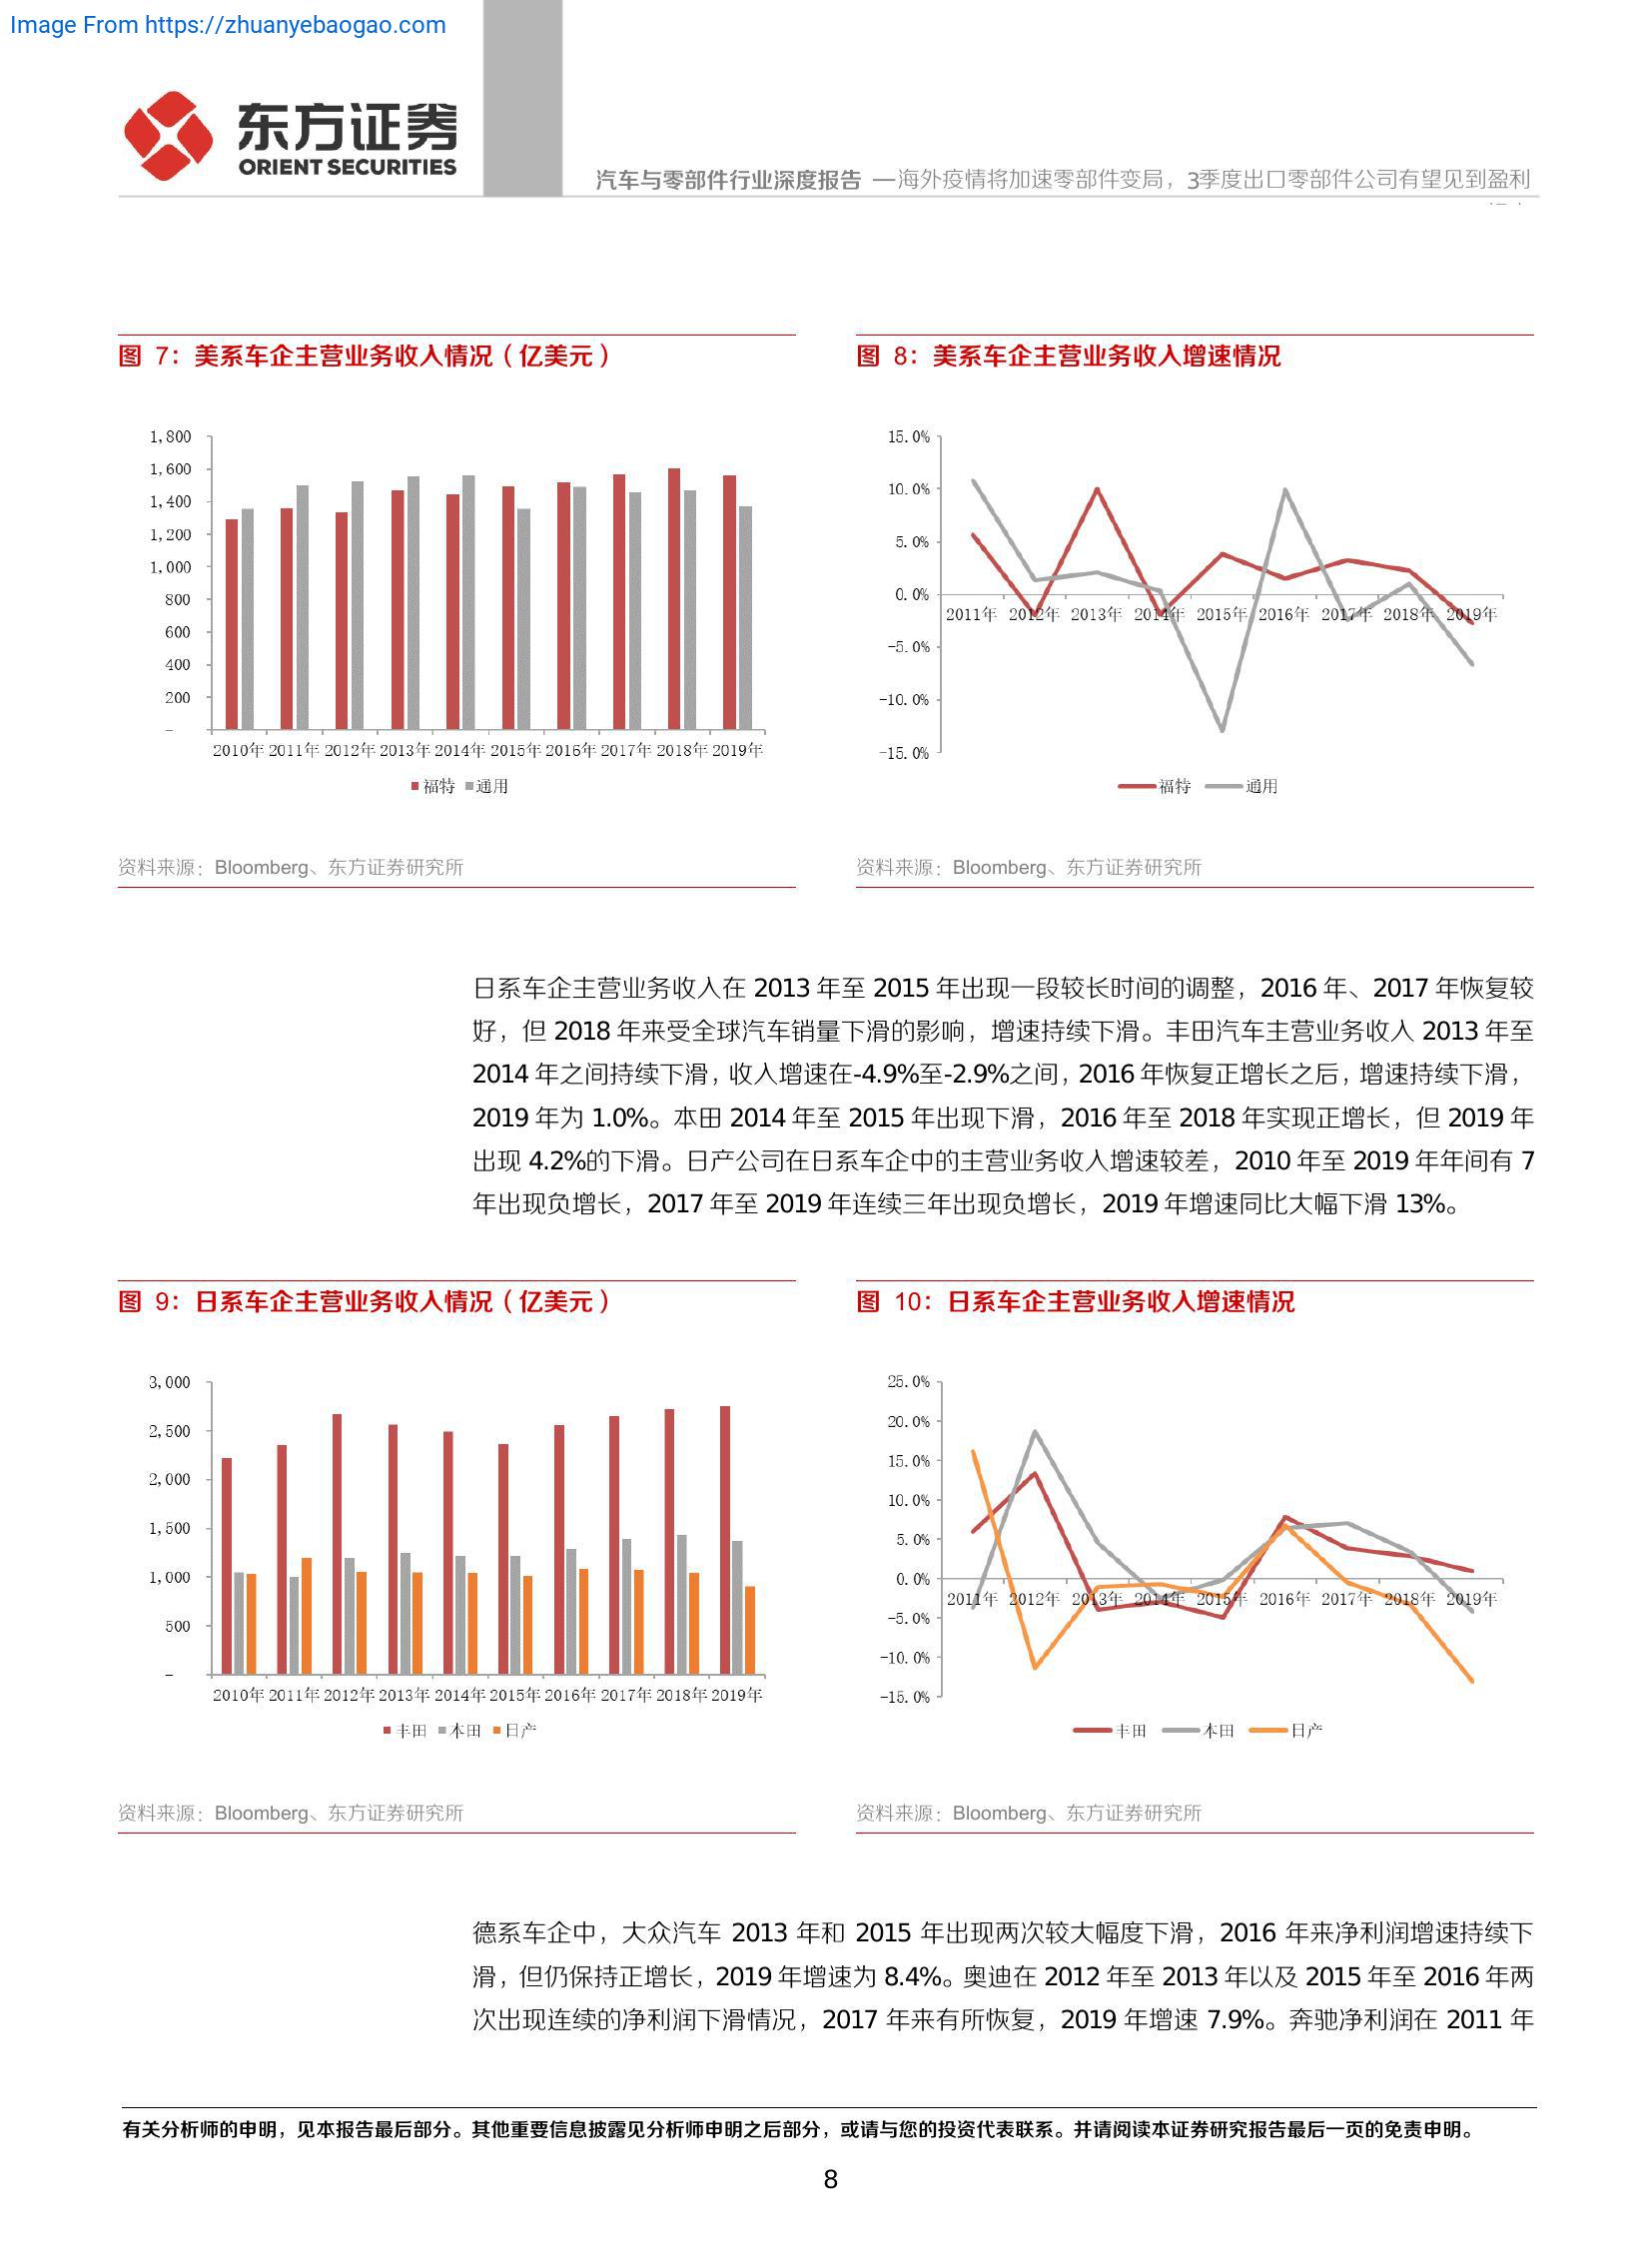 Image From https://zhuanyebaogao.com
东方证券
ORIENT SECURITIES
汽车与零部件行业深度报告 —海外疫情将加速零部件变局，3季度出口零部件公司有望见到盈利
图 7：美系车企主营业务收入情况（亿美元）
1,800
1,600
1,400
1,200
1,000
800
600
400
200
–
2010年 2011年 2012年 2013年 2014年 2015年 2016年 2017年 2018年 2019年
福特 通用
资料来源：Bloomberg、东方证券研究所
图 8：美系车企主营业务收入增速情况
15.0%
10.0%
5.0%
0.0%
-5.0%
-10.0%
-15.0%
2011年 2012年 2013年 2014年 2015年 2016年 2017年 2018年 2019年
福特 通用
资料来源：Bloomberg、东方证券研究所
日系车企主营业务收入在 2013 年至 2015 年出现一段较长时间的调整，2016 年、2017 年恢复较
好，但 2018 年来受全球汽车销量下滑的影响，增速持续下滑。丰田汽车主营业务收入 2013 年至
2014 年之间持续下滑，收入增速在-4.9%至-2.9%之间，2016 年恢复正增长之后，增速持续下滑，
2019 年为 1.0%。本田 2014 年至 2015 年出现下滑，2016 年至 2018 年实现正增长，但 2019 年
出现 4.2%的下滑。日产公司在日系车企中的主营业务收入增速较差，2010 年至 2019 年年间有 7
年出现负增长，2017 年至 2019 年连续三年出现负增长，2019 年增速同比大幅下滑 13%。
图 9：日系车企主营业务收入情况（亿美元）
3,000
2,500
2,000
1,500
1,000
500
–
2010年 2011年 2012年 2013年 2014年 2015年 2016年 2017年 2018年 2019年
丰田 本田 日产
资料来源：Bloomberg、东方证券研究所
图 10：日系车企主营业务收入增速情况
25.0%
20.0%
15.0%
10.0%
5.0%
0.0%
-5.0%
-10.0%
-15.0%
2011年 2012年 2013年 2014年 2015年 2016年 2017年 2018年 2019年
丰田 本田 日产
资料来源：Bloomberg、东方证券研究所
德系车企中，大众汽车 2013 年和 2015 年出现两次较大幅度下滑，2016 年来净利润增速持续下
滑，但仍保持正增长，2019 年增速为 8.4%。奥迪在 2012 年至 2013 年以及 2015 年至 2016 年两
次出现连续的净利润下滑情况，2017 年来有所恢复，2019 年增速 7.9%。奔驰净利润在 2011 年
有关分析师的申明，见本报告最后部分。其他重要信息披露见分析师申明之后部分，或请与您的投资代表联系。并请阅读本证券研究报告最后一页的免责申明。
8